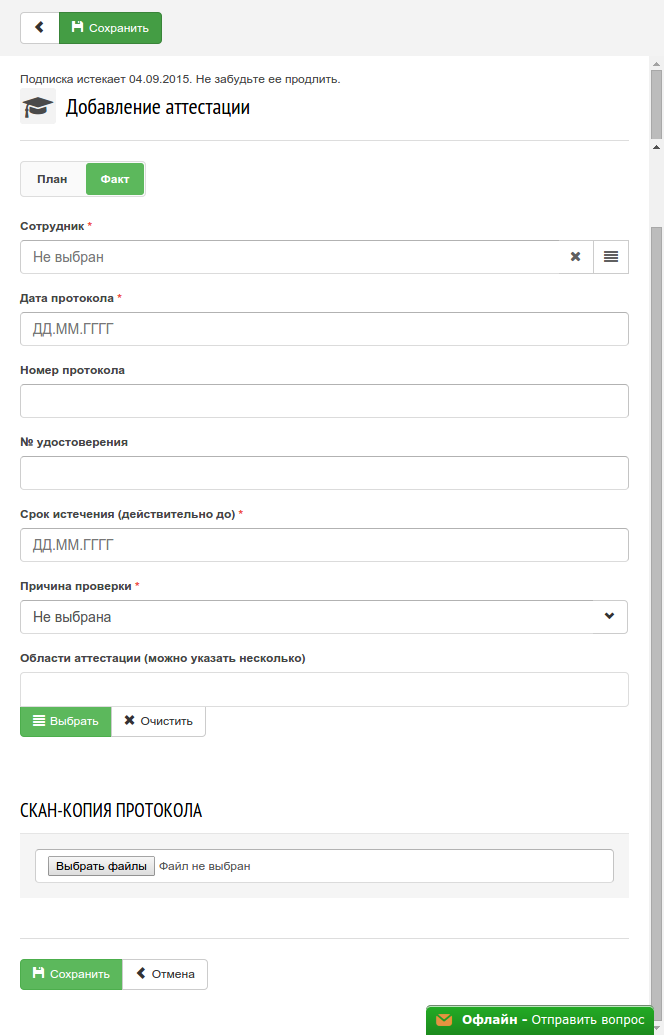 Сохранить
Подписка истекает 04.09.2015. Не забудьте ее продлить.
Добавление аттестации
План Факт
Сотрудник *
Не выбран
Дата протокола *
ДД.ММ.ГГГГ
Номер протокола
№ удостоверения
Срок истечения (действительно до) *
ДД.ММ.ГГГГ
Причина проверки *
Не выбрана
Области аттестации (можно указать несколько)
Выбрать Очистить
СКАН-КОПИЯ ПРОТОКОЛА
Выбрать файлы Файл не выбран
Сохранить Отмена
Офлайн - Отправить вопрос